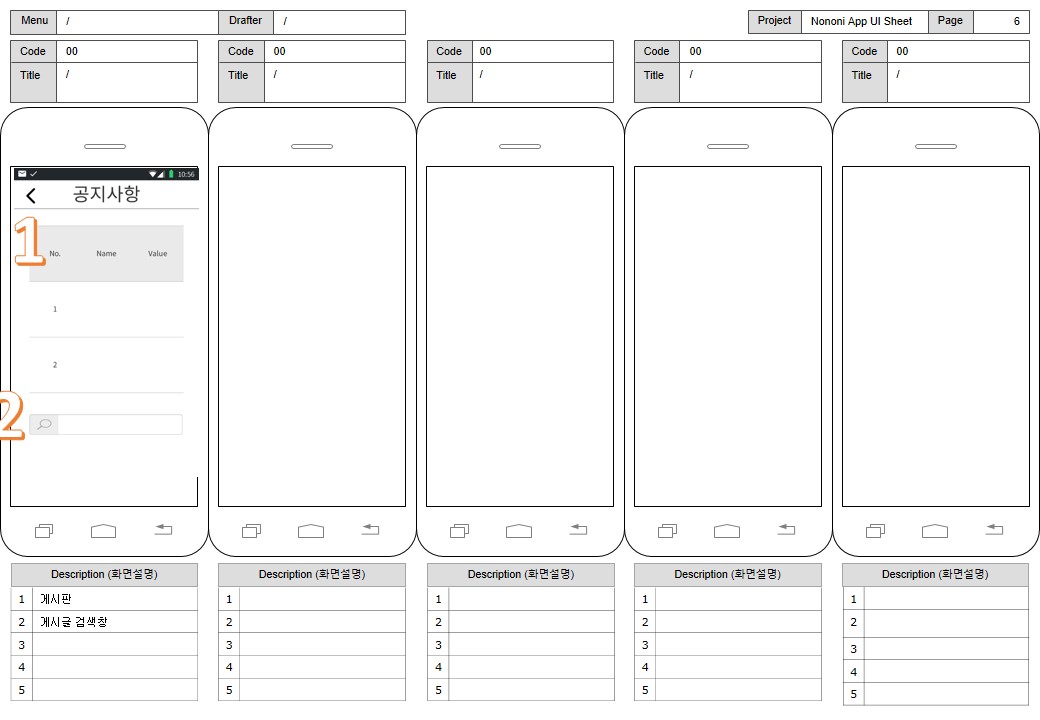 Menu / Drafter / Project Nononi App UI Sheet Page 6
Code 00 Code 00 Code 00 Code 00 Code 00
Title / Title / Title / Title / Title /
10:56
공지사항
1
No. Name Value
1
2
2
Description (화면설명) Description (화면설명) Description (화면설명) Description (화면설명) Description (화면설명)
1 게시판 1 1 1 1
2 게시글 검색창 2 2 2 2
3 3 3 3 3
4 4 4 4 4
5 5 5 5 5